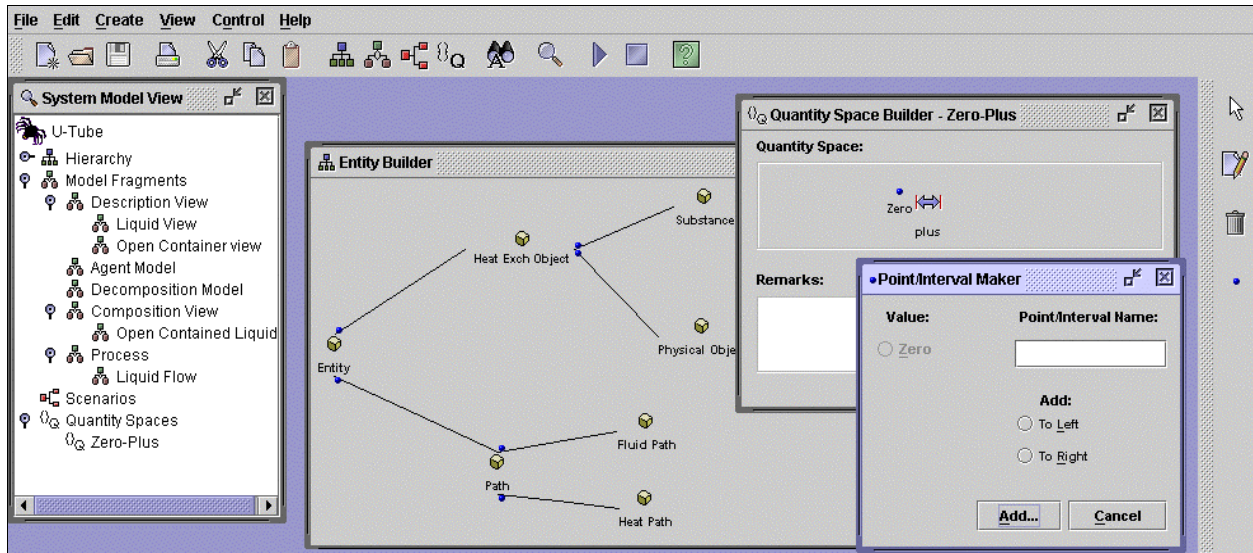 File Edit Create View Control Help
System Model View
U-Tube
Hierarchy
Model Fragments
Description View
Liquid View
Open Container view
Agent Model
Decomposition Model
Composition View
Open Contained Liquid
Process
Liquid Flow
Scenarios
Quantity Spaces
Zero-Plus
Entity Builder
Substance
Heat Exch Object
Physical Obje
Entity
Fluid Path
Path
Heat Path
Quantity Space Builder - Zero-Plus
Quantity Space:
Zero
plus
Remarks:
Point/Interval Maker
Value:
Point/Interval Name:
Zero
Add:
To Left
To Right
Add...
Cancel